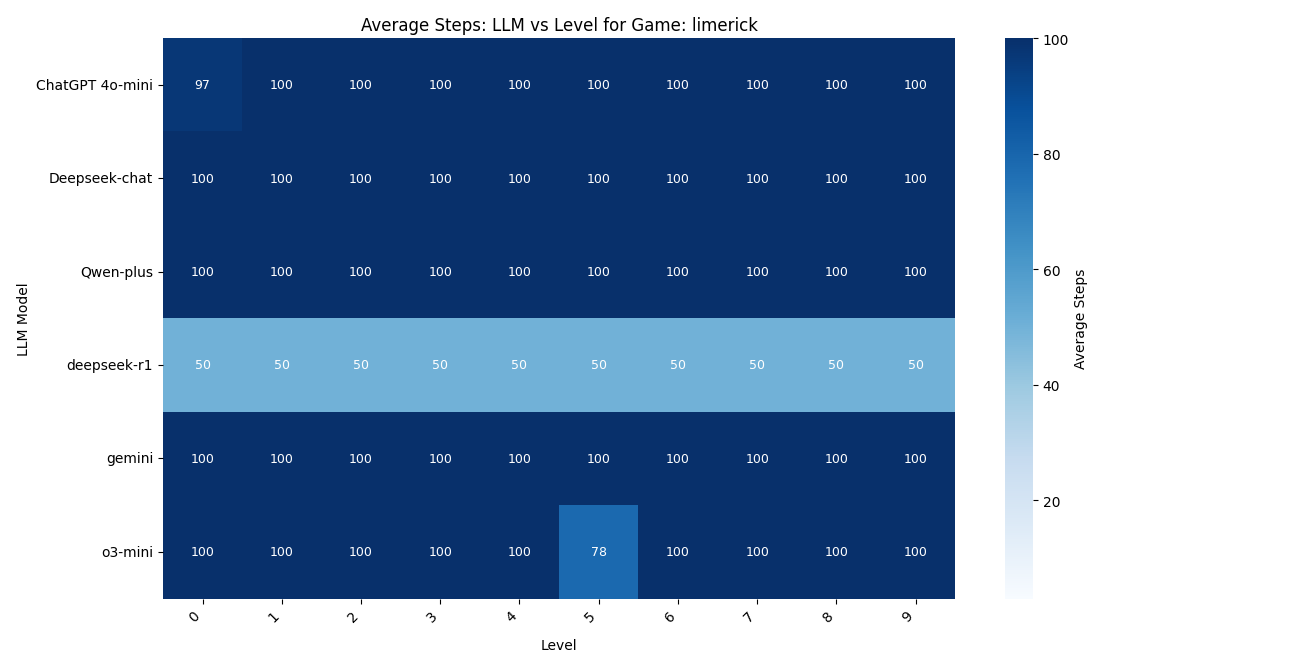 Average Steps: LLM vs Level for Game: limerick
ChatGPT 4o-mini 97 100 100 100 100 100 100 100 100 100
Deepseek-chat 100 100 100 100 100 100 100 100 100 100
Qwen-plus 100 100 100 100 100 100 100 100 100 100
deepseek-r1 50 50 50 50 50 50 50 50 50 50
gemini 100 100 100 100 100 100 100 100 100 100
o3-mini 100 100 100 100 100 78 100 100 100 100
0 1 2 3 4 5 6 7 8 9
Level
LLM Model
100
80
60
40
20
Average Steps